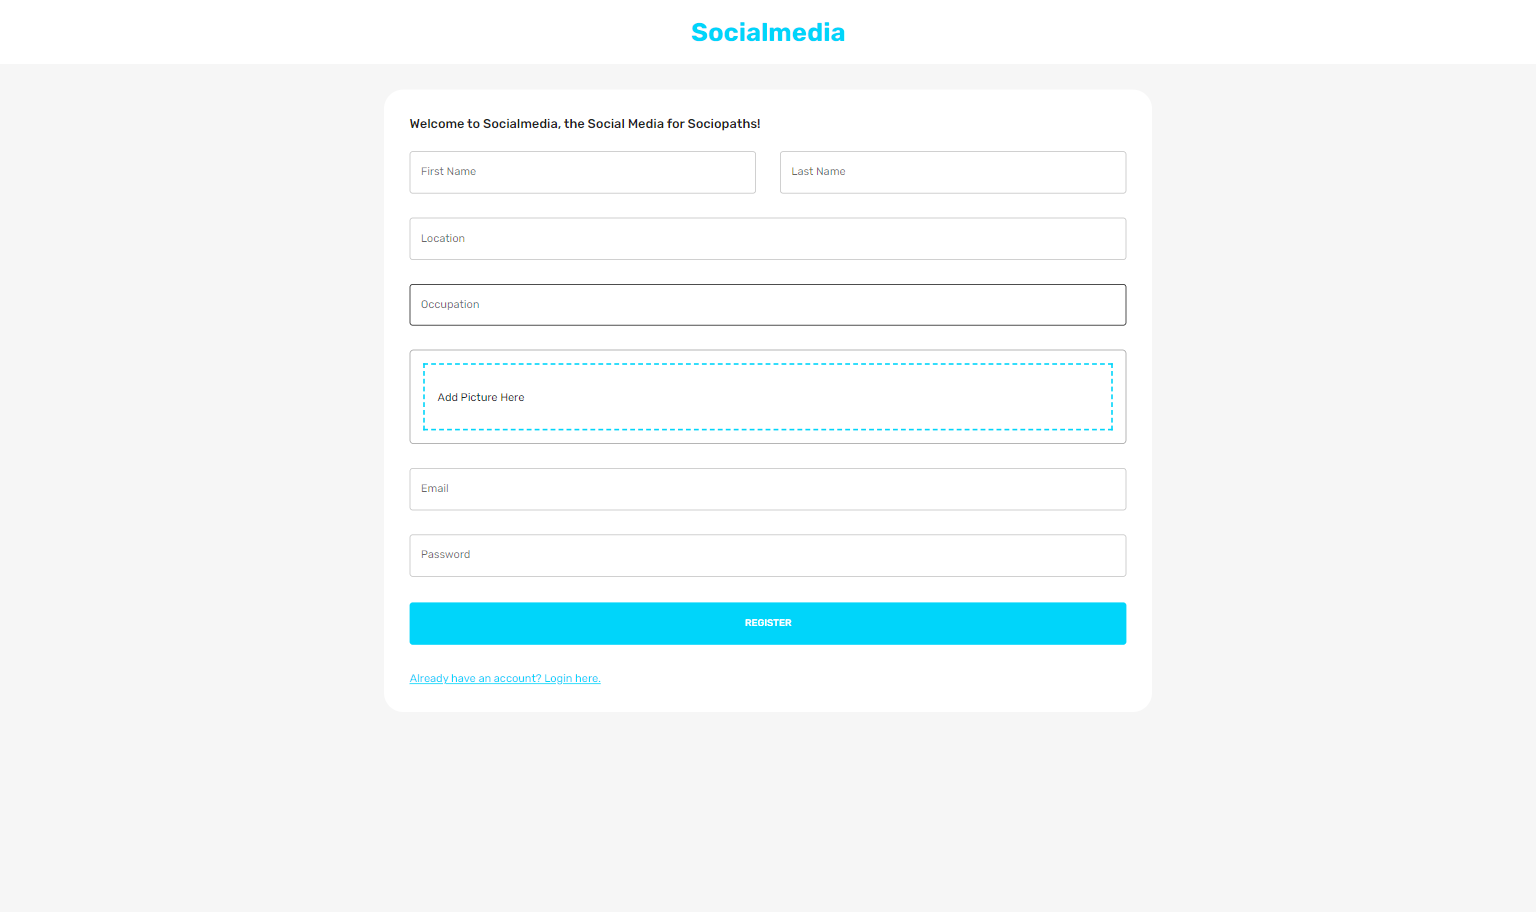 Socialmedia
Welcome to Socialmedia, the Social Media for Sociopaths!
First Name
Last Name
Location
Occupation
Add Picture Here
Email
Password
REGISTER
Already have an account? Login here.